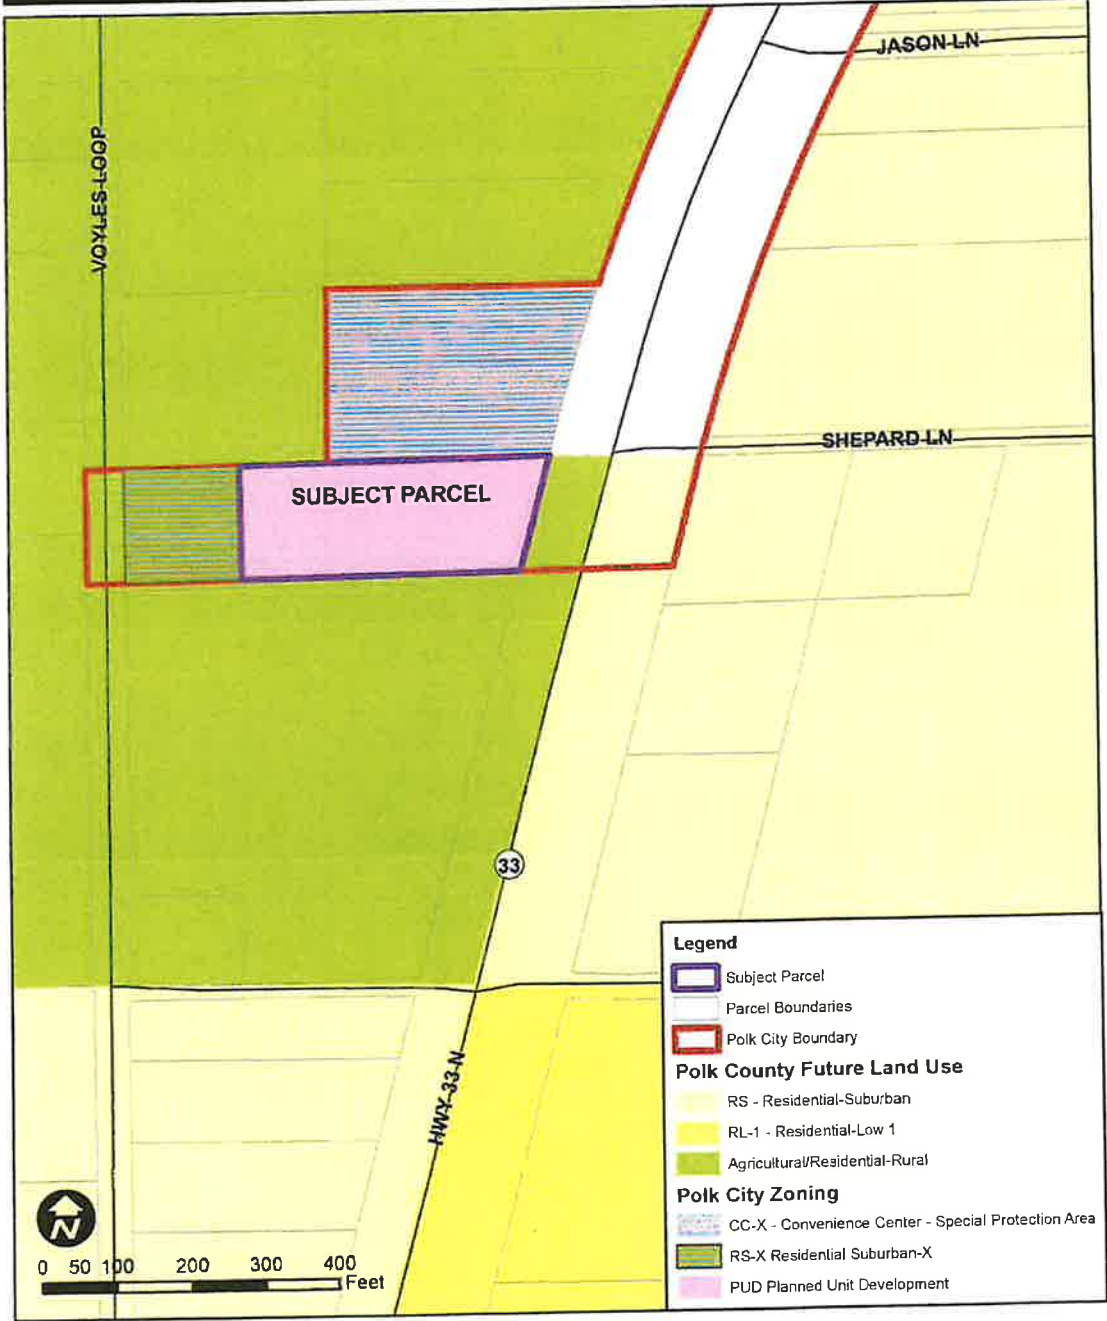 JASON-LN
VOYLES-LOOP
SHEPARD-LN
SUBJECT PARCEL
33
HWY-33-N
Legend
Subject Parcel
Parcel Boundaries
Polk City Boundary
Polk County Future Land Use
RS - Residential-Suburban
RL-1 - Residential-Low 1
Agricultural/Residential-Rural
Polk City Zoning
CC-X - Convenience Center - Special Protection Area
RS-X Residential Suburban-X
PUD Planned Unit Development
N
0 50 100 200 300 400
Feet